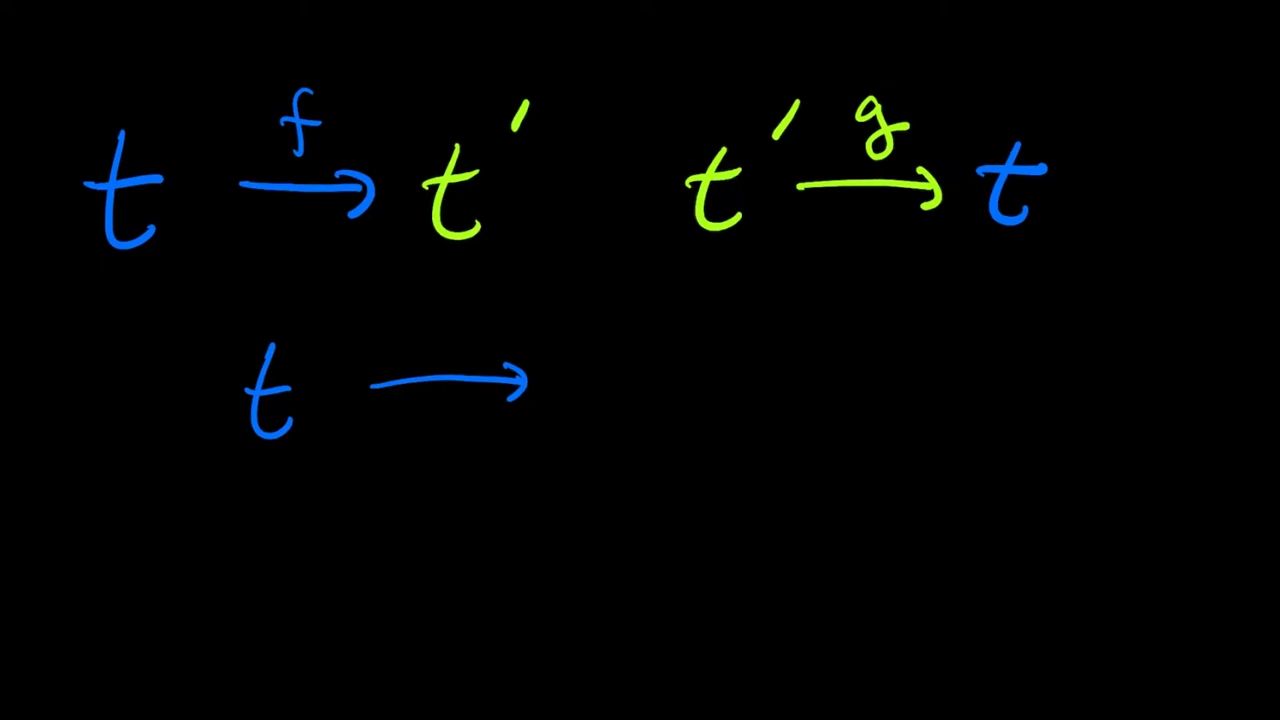 t f→ t′ t′ g→ t
t →